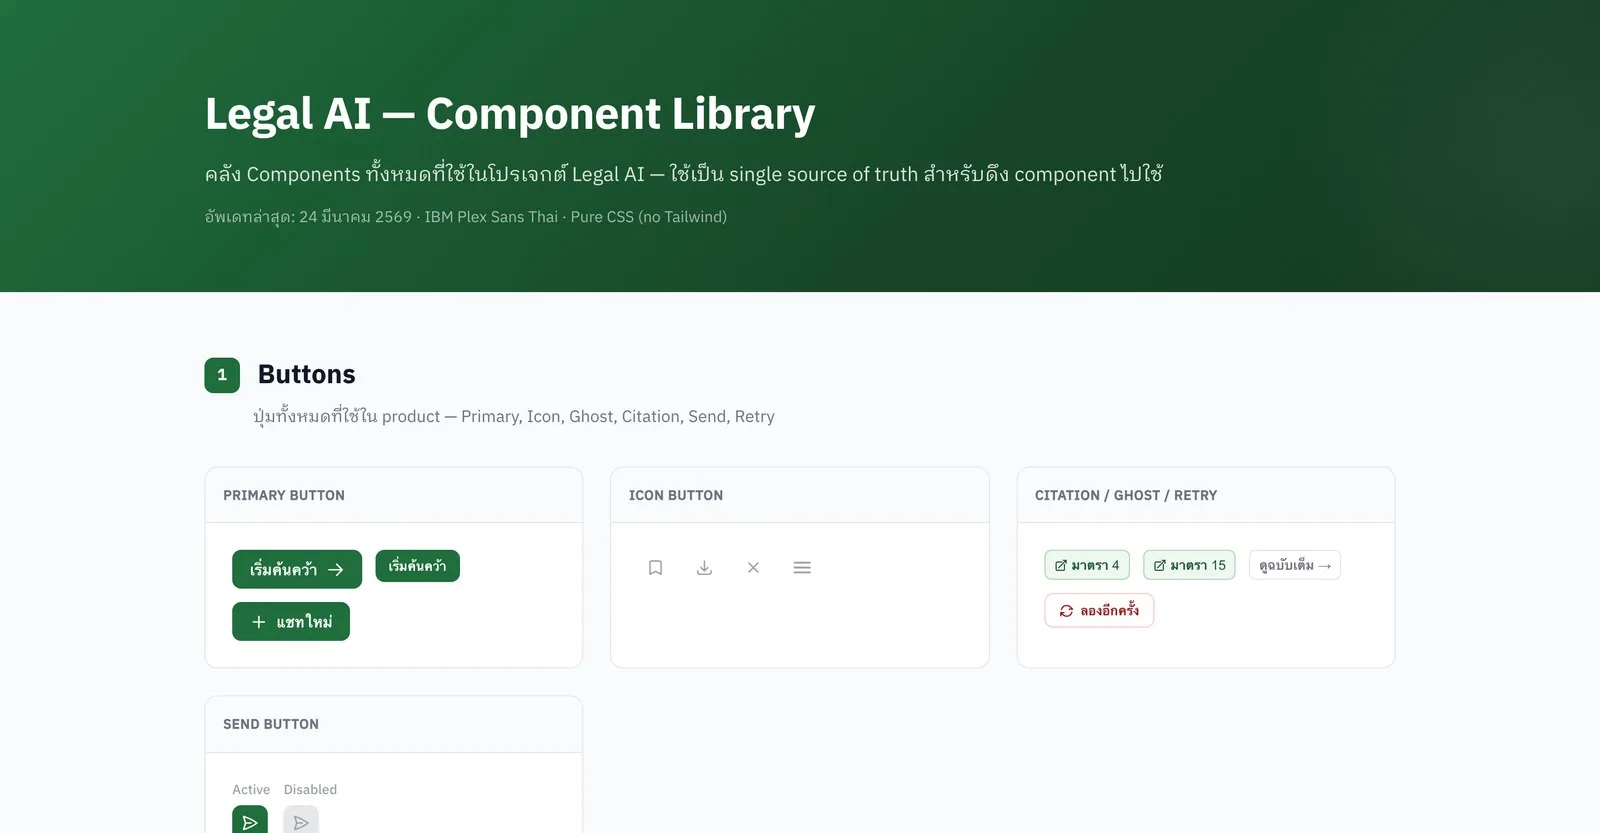 Legal AI — Component Library
คลัง Components ทั้งหมดที่ใช้ในโปรเจกต์ Legal AI — ใช้เป็น single source of truth สำหรับดึง component ไปใช้
อัพเดทล่าสุด: 24 มีนาคม 2569 · IBM Plex Sans Thai · Pure CSS (no Tailwind)
1 Buttons
ปุ่มทั้งหมดที่ใช้ใน product — Primary, Icon, Ghost, Citation, Send, Retry
PRIMARY BUTTON
เริ่มค้นคว้า →
เริ่มค้นคว้า
+ แชทใหม่
ICON BUTTON
CITATION / GHOST / RETRY
มาตรา 4
มาตรา 15
ดูฉบับเต็ม →
ลองอีกครั้ง
SEND BUTTON
Active
Disabled